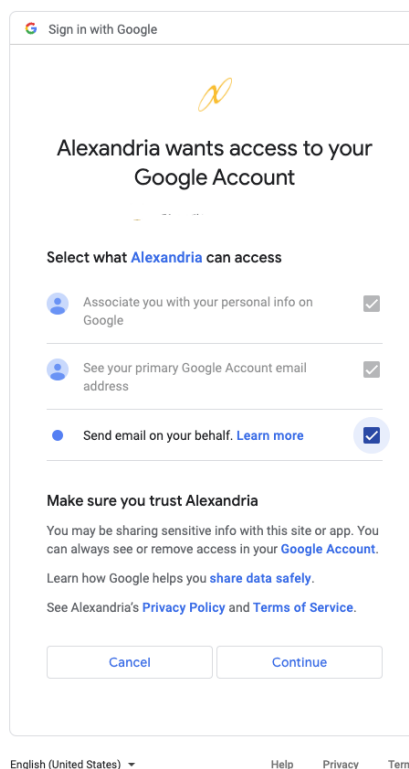 Sign in with Google
Alexandria wants access to your
Google Account
Select what Alexandria can access
Associate you with your personal info on
Google
See your primary Google Account email
address
Send email on your behalf. Learn more
Make sure you trust Alexandria
You may be sharing sensitive info with this site or app. You
can always see or remove access in your Google Account.
Learn how Google helps you share data safely.
See Alexandria's Privacy Policy and Terms of Service.
Cancel Continue
English (United States) Help Privacy